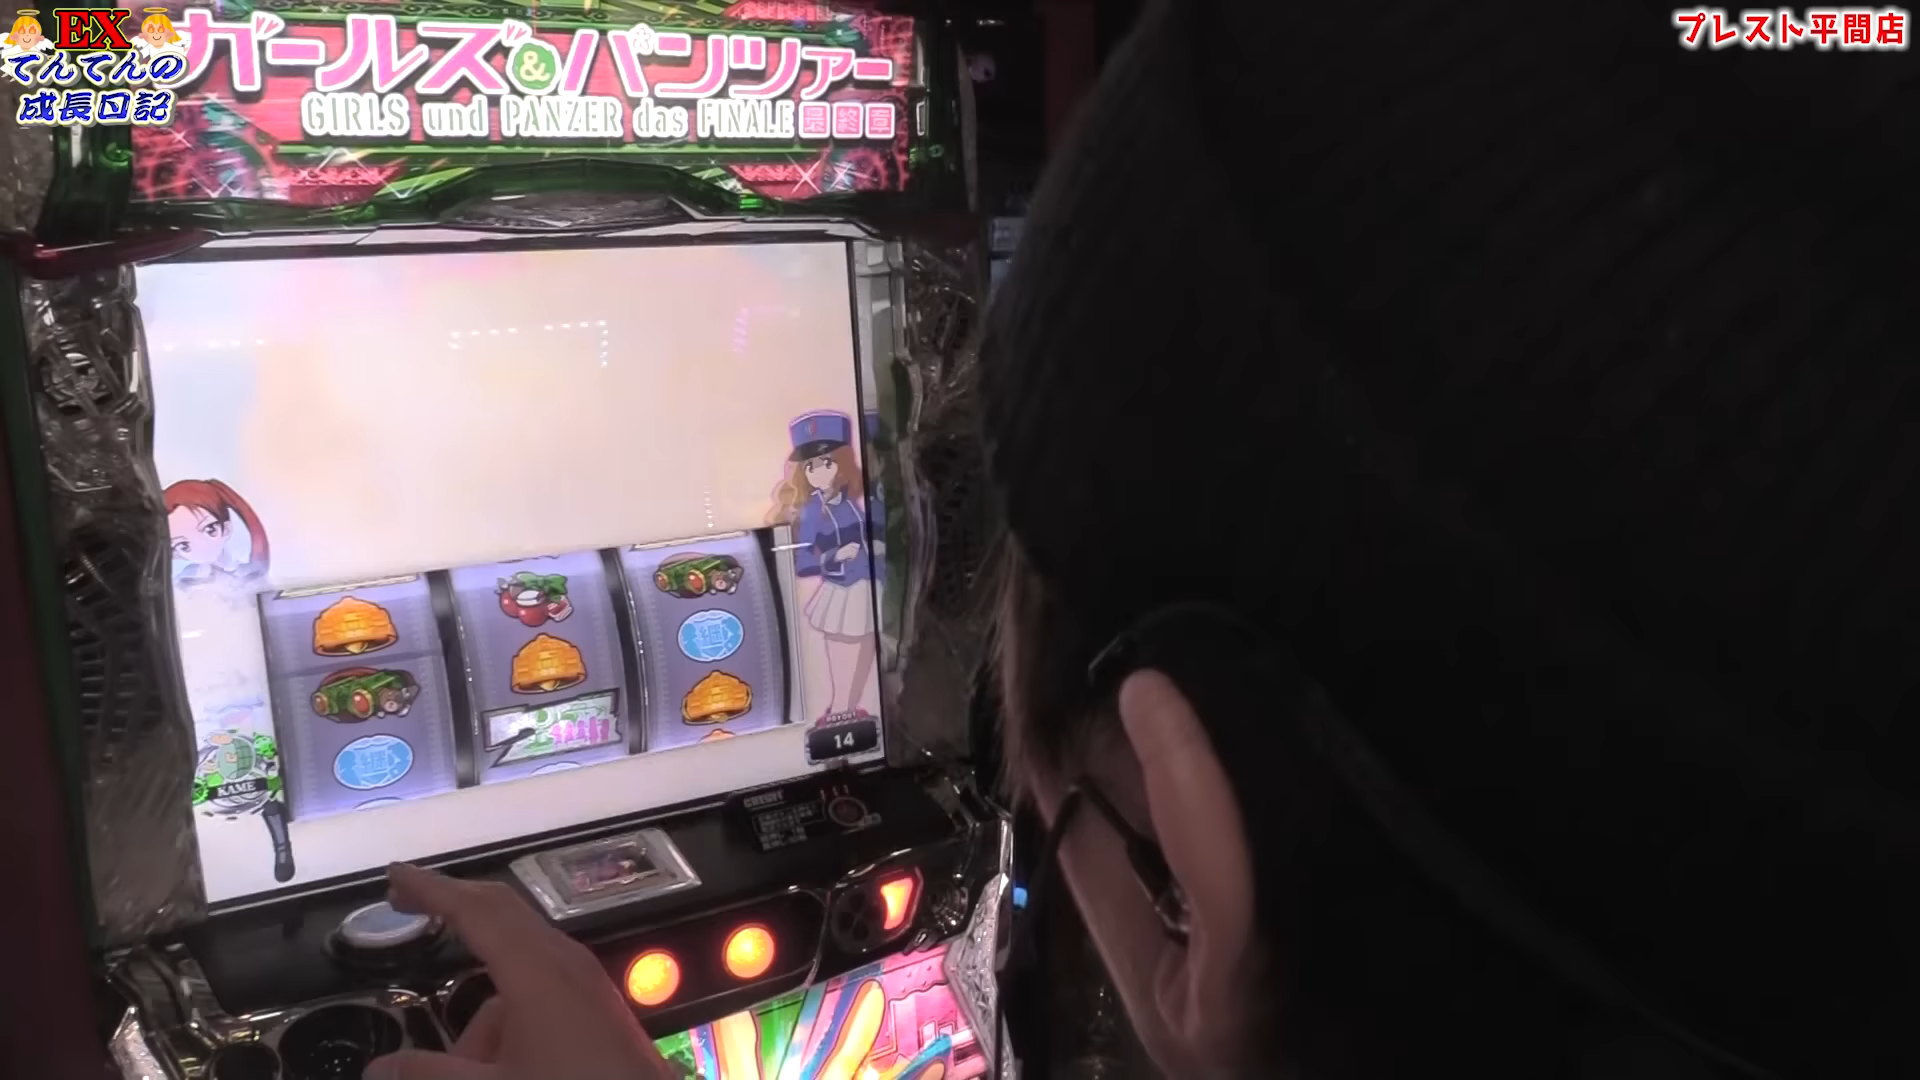 EX
てんてんの
成長日記
プレスト平間店
ガールズ&パンツァー
GIRLS und PANZER das FINALE 最終章
KAME
PAYOUT
14
CREDIT